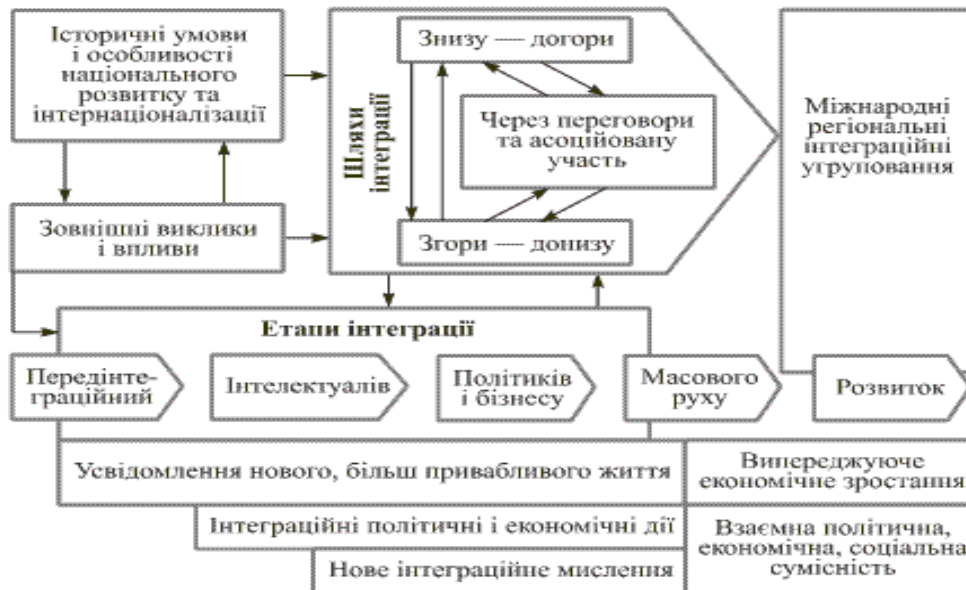 Історичні умови
і особливості
національного
розвитку та
інтернаціоналізації
Зовнішні виклики
і впливи
Шляхи
інтеграції
Знизу — догори
Через переговори
та асоційовану
участь
Згори — донизу
Міжнародні
регіональні
інтеграційні
угруповання
Етапи інтеграції
Передінте-
граційний
Інтелектуалів
Політиків
і бізнесу
Масового
руху
Розвиток
Усвідомлення нового, більш привабливого життя
Випереджуюче
економічне зростання
Інтеграційні політичні і економічні дії
Нове інтеграційне мислення
Взаємна політична,
економічна, соціальна
сумісність